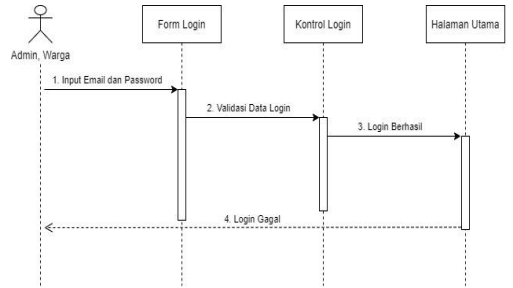 Form Login
Kontrol Login
Halaman Utama
Admin, Warga
1. Input Email dan Password
2. Validasi Data Login
3. Login Berhasil
4. Login Gagal